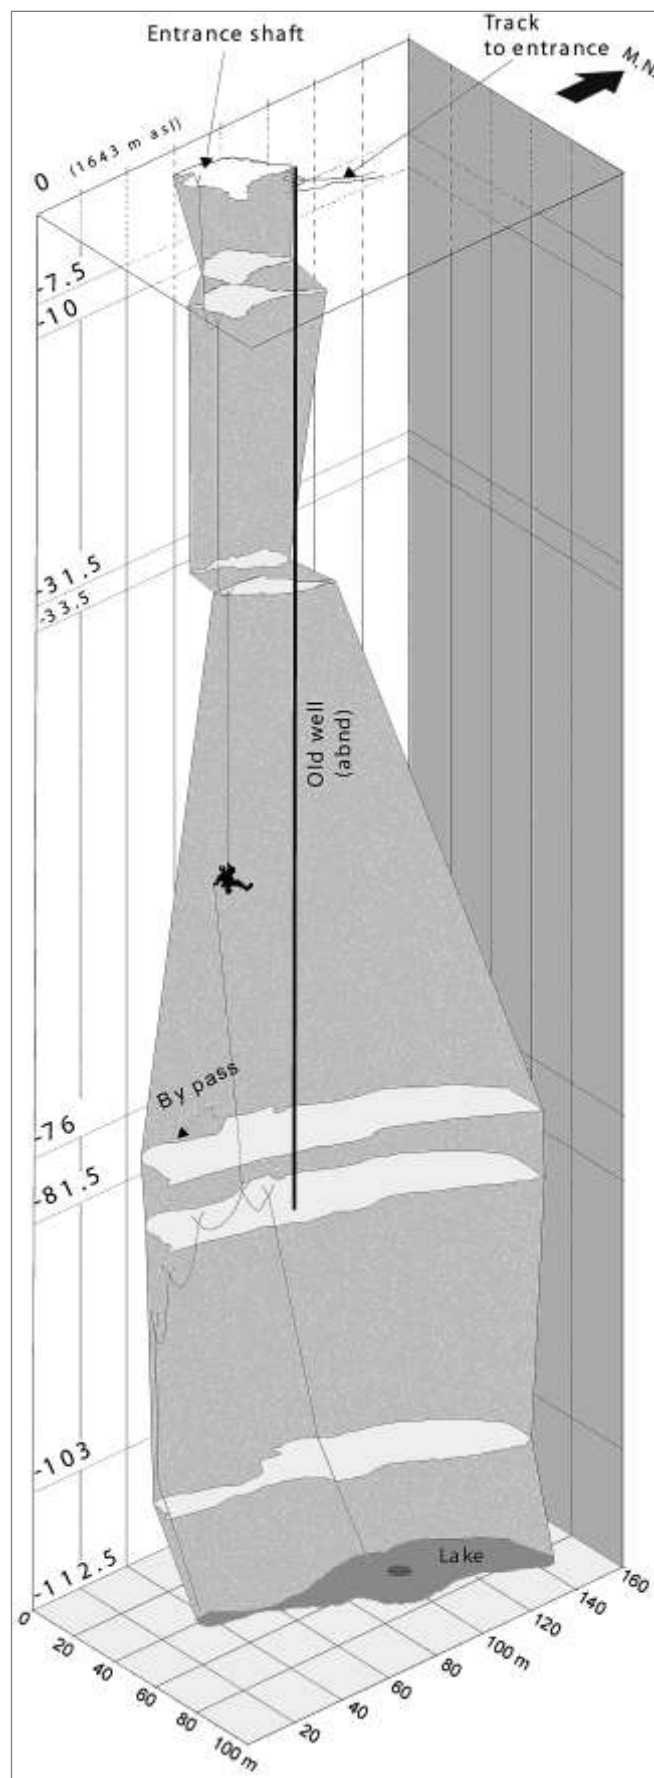 Entrance shaft
Track
to entrance
M.N.
0 (1643 m asl)
-7.5
-10
-31.5
-33.5
Old well
(abnd)
By pass
-76
-81.5
-103
-112.5
Lake
0
20
40
60
80
100 m
20
40
60
80
100 m
120
140
160